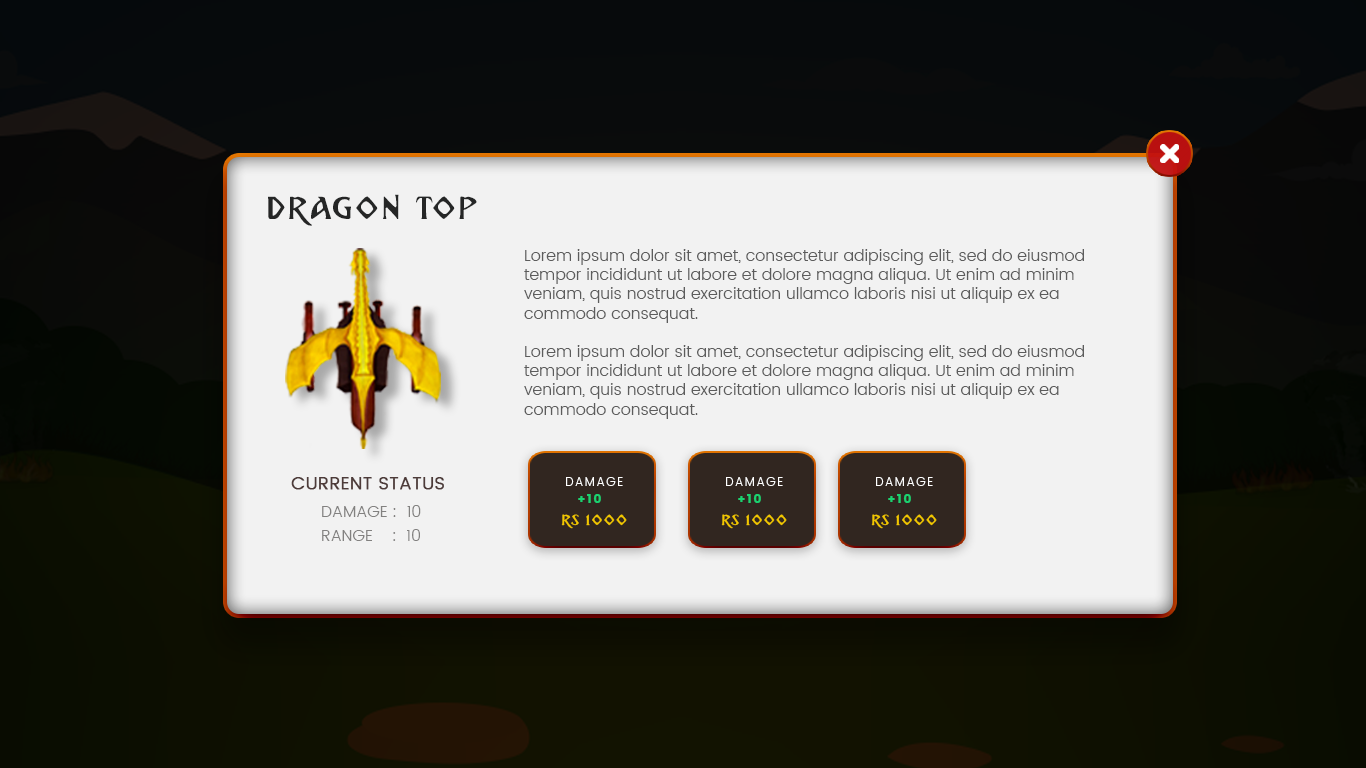 DRAGON TOP
Lorem ipsum dolor sit amet, consectetur adipiscing elit, sed do eiusmod
tempor incididunt ut labore et dolore magna aliqua. Ut enim ad minim
veniam, quis nostrud exercitation ullamco laboris nisi ut aliquip ex ea
commodo consequat.
Lorem ipsum dolor sit amet, consectetur adipiscing elit, sed do eiusmod
tempor incididunt ut labore et dolore magna aliqua. Ut enim ad minim
veniam, quis nostrud exercitation ullamco laboris nisi ut aliquip ex ea
commodo consequat.
CURRENT STATUS
DAMAGE : 10
RANGE : 10
DAMAGE
+10
RS 1000
DAMAGE
+10
RS 1000
DAMAGE
+10
RS 1000